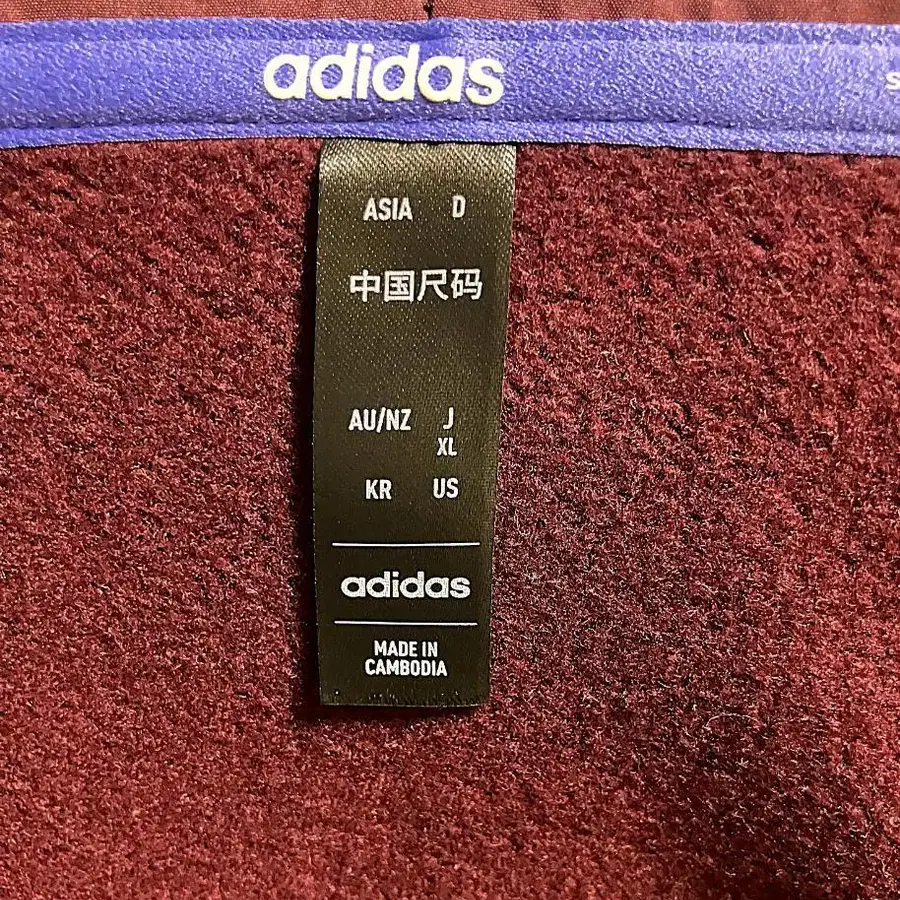 adidas
ASIA D
中国尺码
AU/NZ J
XL
KR US
adidas
MADE IN
CAMBODIA